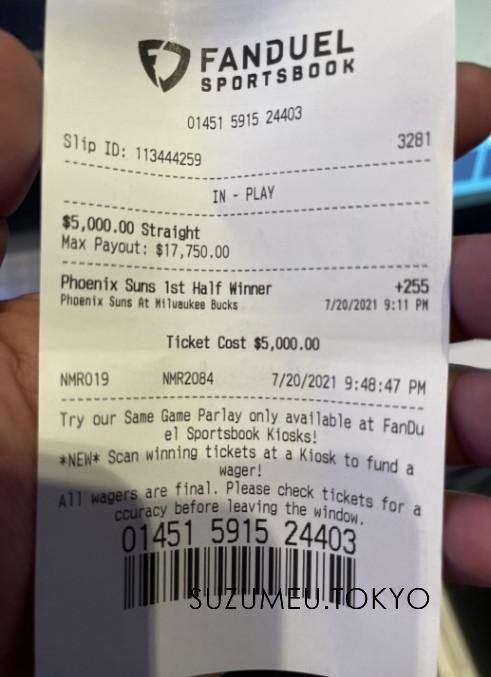 FANDUEL
SPORTSBOOK
01451 5915 24403
Slip ID: 113444259 3281
IN - PLAY
$5,000.00 Straight
Max Payout: $17,750.00
Phoenix Suns 1st Half Winner +255
Phoenix Suns At Milwaukee Bucks 7/20/2021 9:11 PM
Ticket Cost $5,000.00
NMR019 NMR2084 7/20/2021 9:48:47 PM
Try our Same Game Parlay only available at FanDu
el Sportsbook Kiosks!
*NEW* Scan winning tickets at a Kiosk to fund a
wager!
All wagers are final. Please check tickets for a
ccuracy before leaving the window.
01451 5915 24403
SUZUMEU.TOKYO